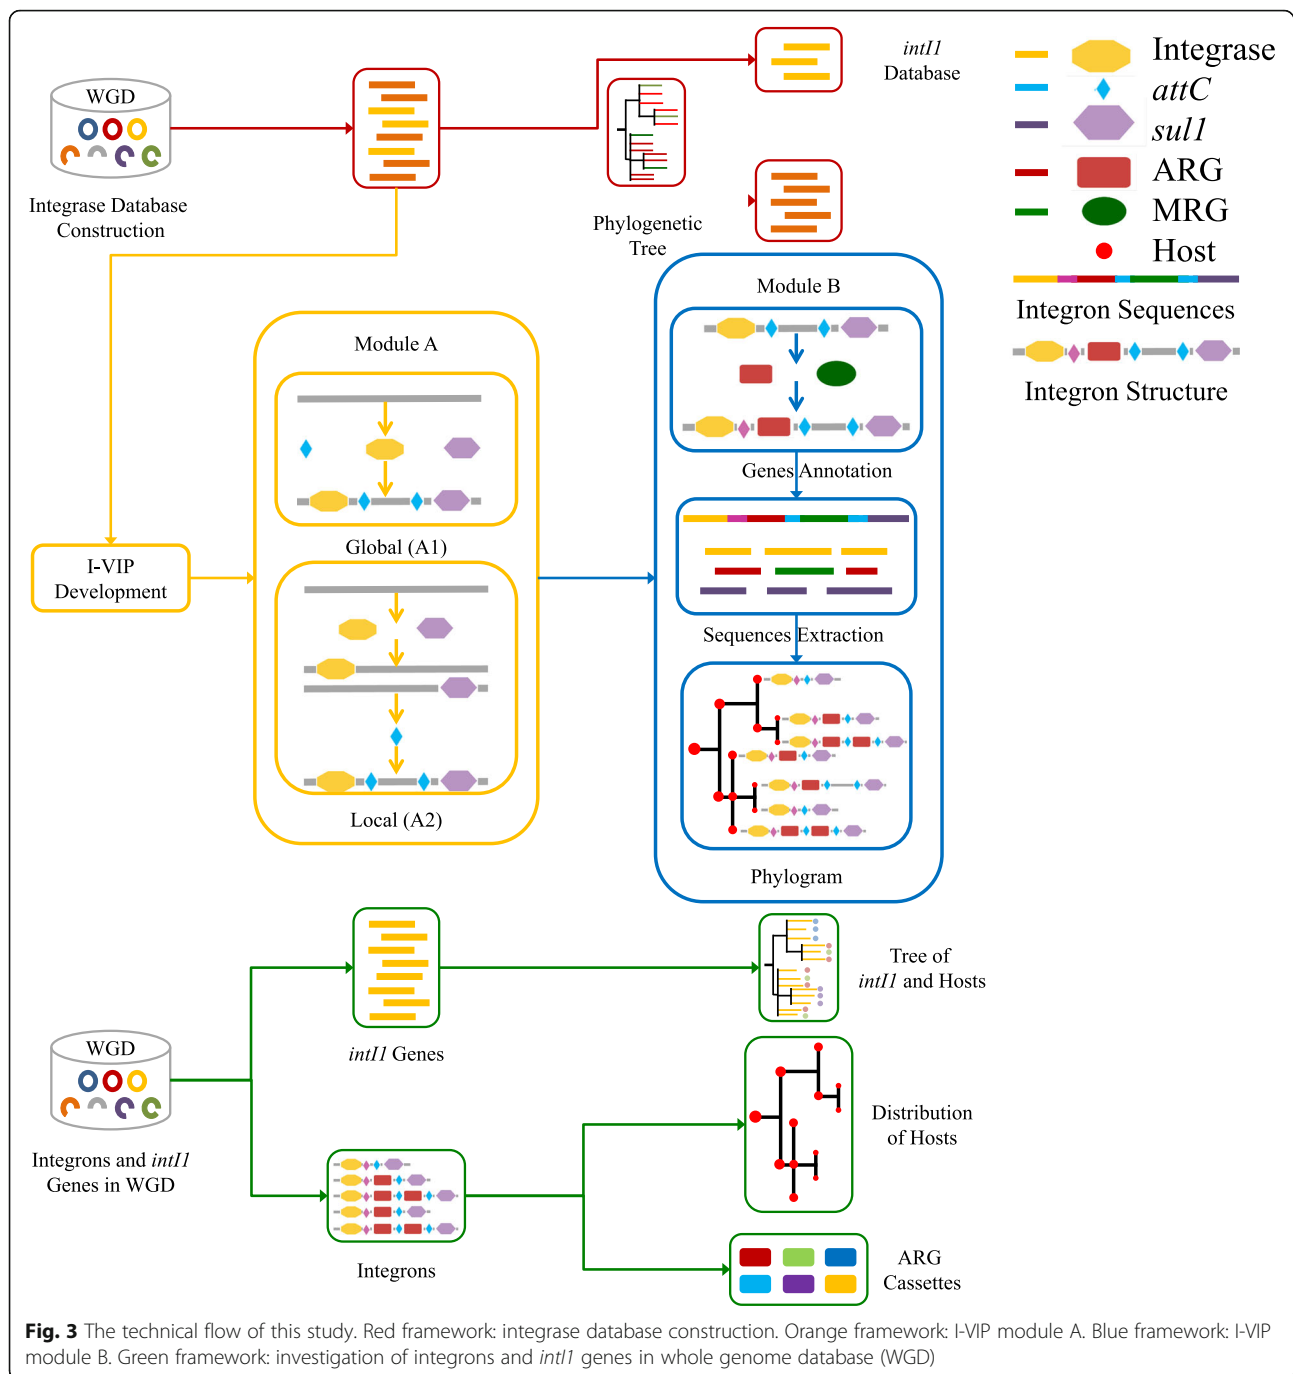 WGD
Integrase Database
Construction
Phylogenetic
Tree
intI1
Database
Integrase
attC
sul1
ARG
MRG
Host
Integron Sequences
Integron Structure
I-VIP
Development
Module A
Global (A1)
Local (A2)
Module B
Genes Annotation
Sequences Extraction
Phylogram
WGD
Integrons and intI1
Genes in WGD
intI1 Genes
Integrons
Tree of
intI1 and Hosts
Distribution
of Hosts
ARG
Cassettes
Fig. 3 The technical flow of this study. Red framework: integrase database construction. Orange framework: I-VIP module A. Blue framework: I-VIP
module B. Green framework: investigation of integrons and intI1 genes in whole genome database (WGD)